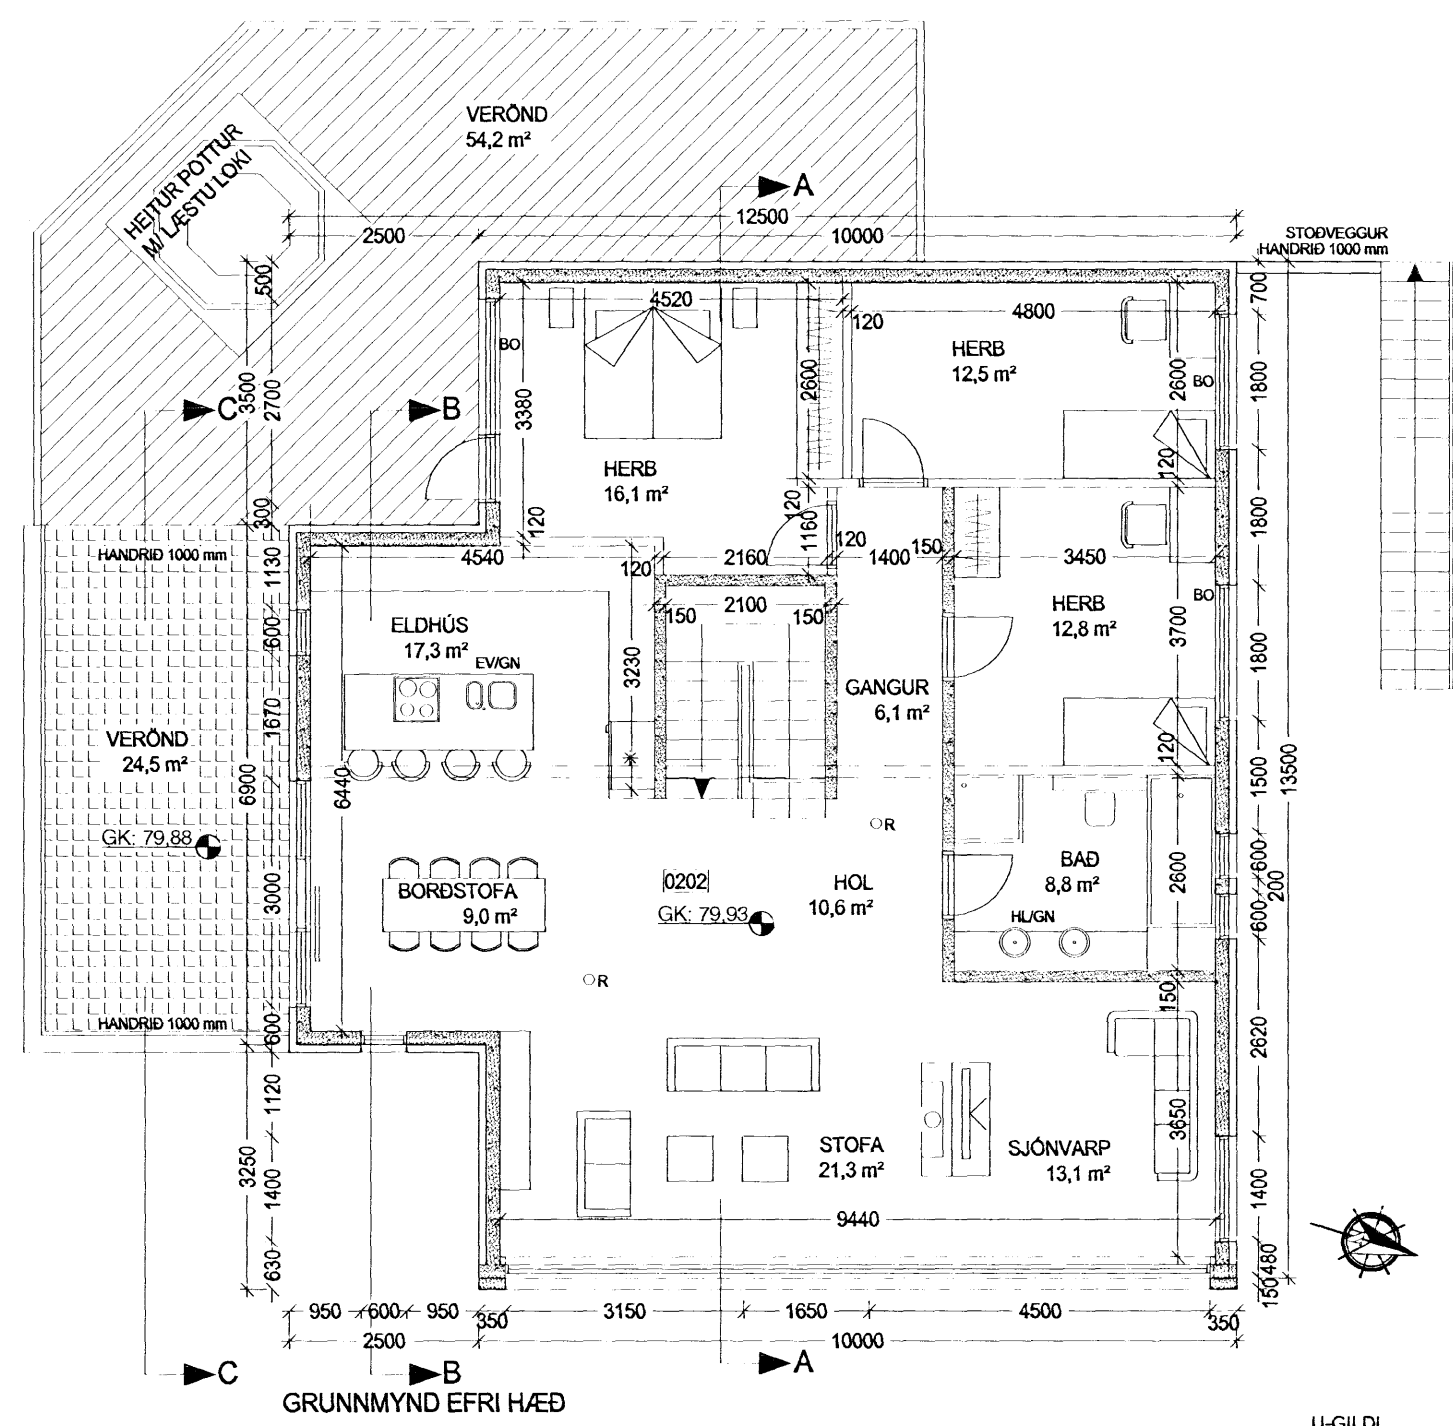 VERÖND
54,2 m²
HEITUR POTTUR
M/ LÆSTU LOKI
A
12500
2500
10000
STOÐVEGGUR
HANDRIÐ 1000 mm
500
3500
2700
300
700
4520
120
4800
BO
HERB
12,5 m²
2600
2600
BO
1800
3380
C
B
HERB
16,1 m²
120
120
120
1160
1800
HANDRIÐ 1000 mm
4540
120
2160
120
1400
150
3450
1130
2100
150
150
BO
ELDHÚS
17,3 m²
EV/GN
HERB
12,8 m²
3700
600
3230
1800
GANGUR
6,1 m²
VERÖND
24,5 m²
1670
6900
6440
120
1500
13500
GK: 79,88
R
BORÐSTOFA
9,0 m²
0202
GK: 79,93
HOL
10,6 m²
BAÐ
8,8 m²
HL/GN
2600
600
200
600
3000
R
HANDRIÐ 1000 mm
600
150
2620
1120
3250
1400
630
STOFA
21,3 m²
SJÓNVARP
13,1 m²
3650
1400
9440
480
150
950
600
950
350
3150
1650
4500
350
2500
10000
C
B
A
GRUNNMYND EFRI HÆÐ
U-GILDI